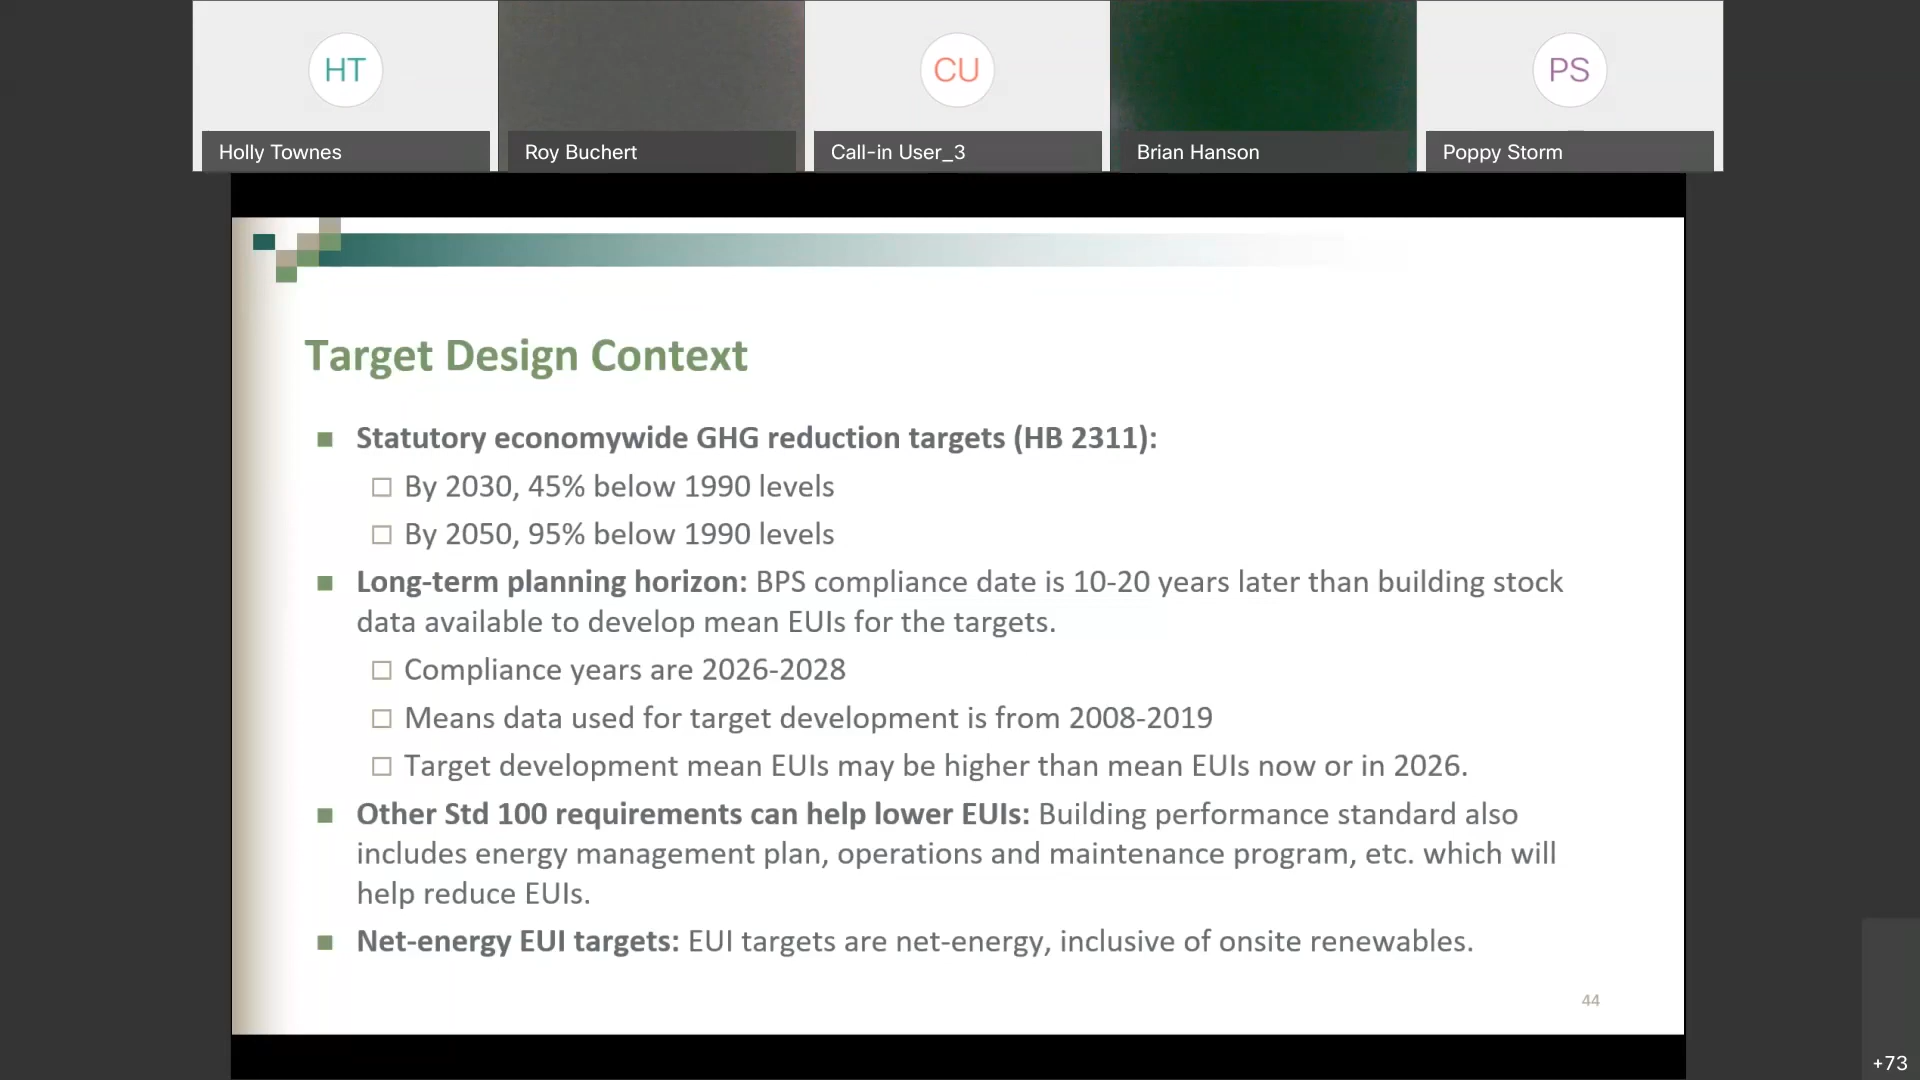 HT
CU
PS
Holly Townes
Roy Buchert
Call-in User_3
Brian Hanson
Poppy Storm
Target Design Context
Statutory economywide GHG reduction targets (HB 2311):
By 2030, 45% below 1990 levels
By 2050, 95% below 1990 levels
Long-term planning horizon: BPS compliance date is 10-20 years later than building stock
data available to develop mean EUIs for the targets.
Compliance years are 2026-2028
Means data used for target development is from 2008-2019
Target development mean EUIs may be higher than mean EUIs now or in 2026.
Other Std 100 requirements can help lower EUIs: Building performance standard also
includes energy management plan, operations and maintenance program, etc. which will
help reduce EUIs.
Net-energy EUI targets: EUI targets are net-energy, inclusive of onsite renewables.
44
+73